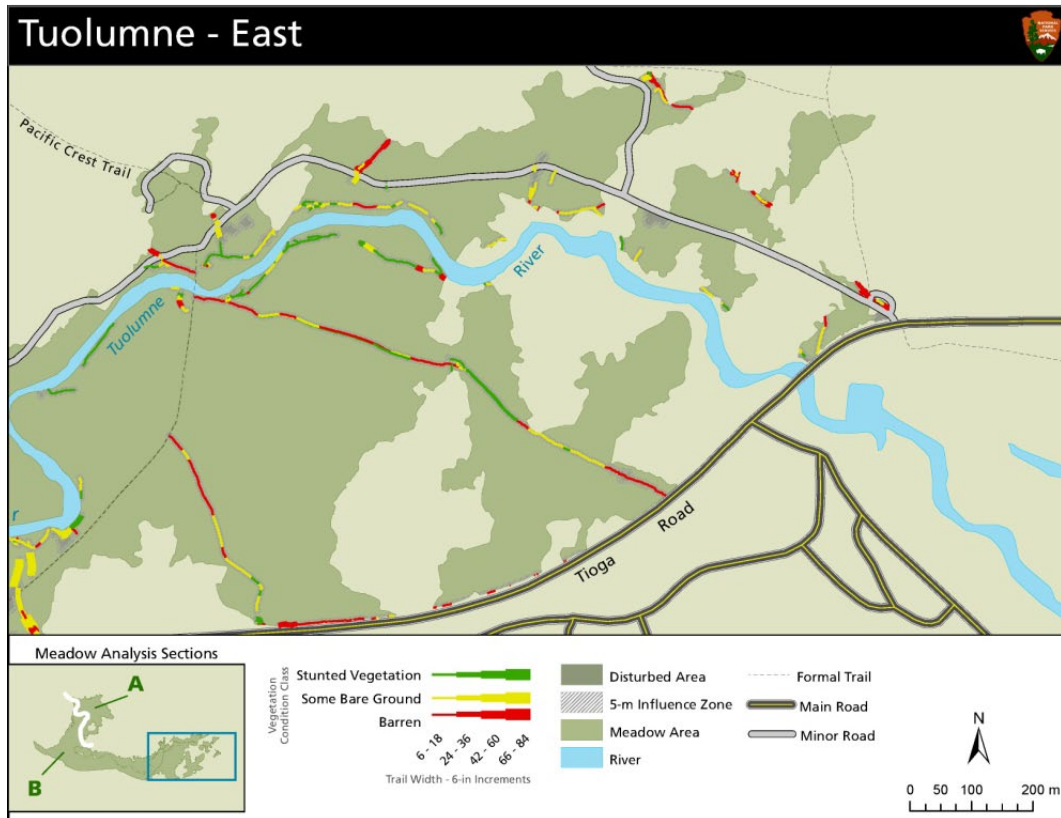 Tuolumne - East
Pacific Crest Trail
River
Tuolumne
r
Tioga
Road
Meadow Analysis Sections
A
B
Vegetation
Condition Class
Stunted Vegetation
Some Bare Ground
Barren
6 - 18
24 - 36
42 - 60
66 - 84
Trail Width - 6-in Increments
Disturbed Area
5-m Influence Zone
Meadow Area
River
Formal Trail
Main Road
Minor Road
N
0 50 100 200 m